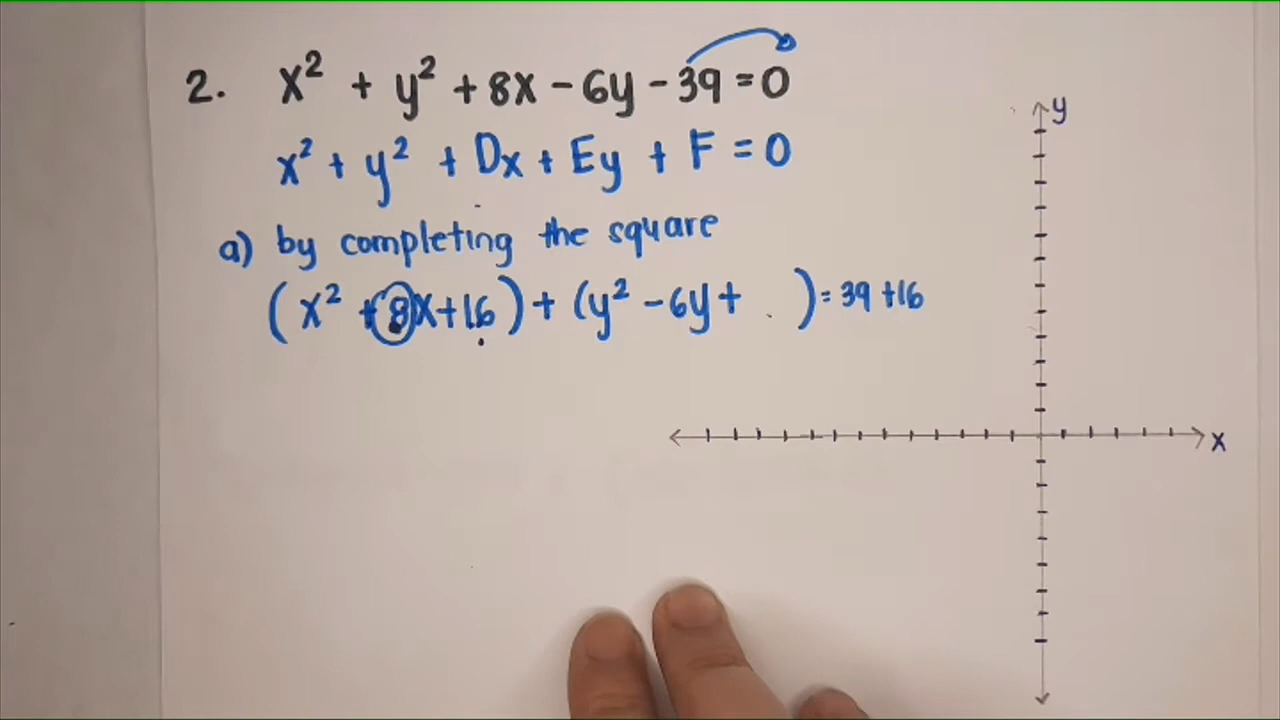 2. x² + y² + 8x - 6y - 39 = 0
x² + y² + Dx + Ey + F = 0
a) by completing the square
(x² + 8x + 16) + (y² - 6y +    ) = 39 + 16
y
x